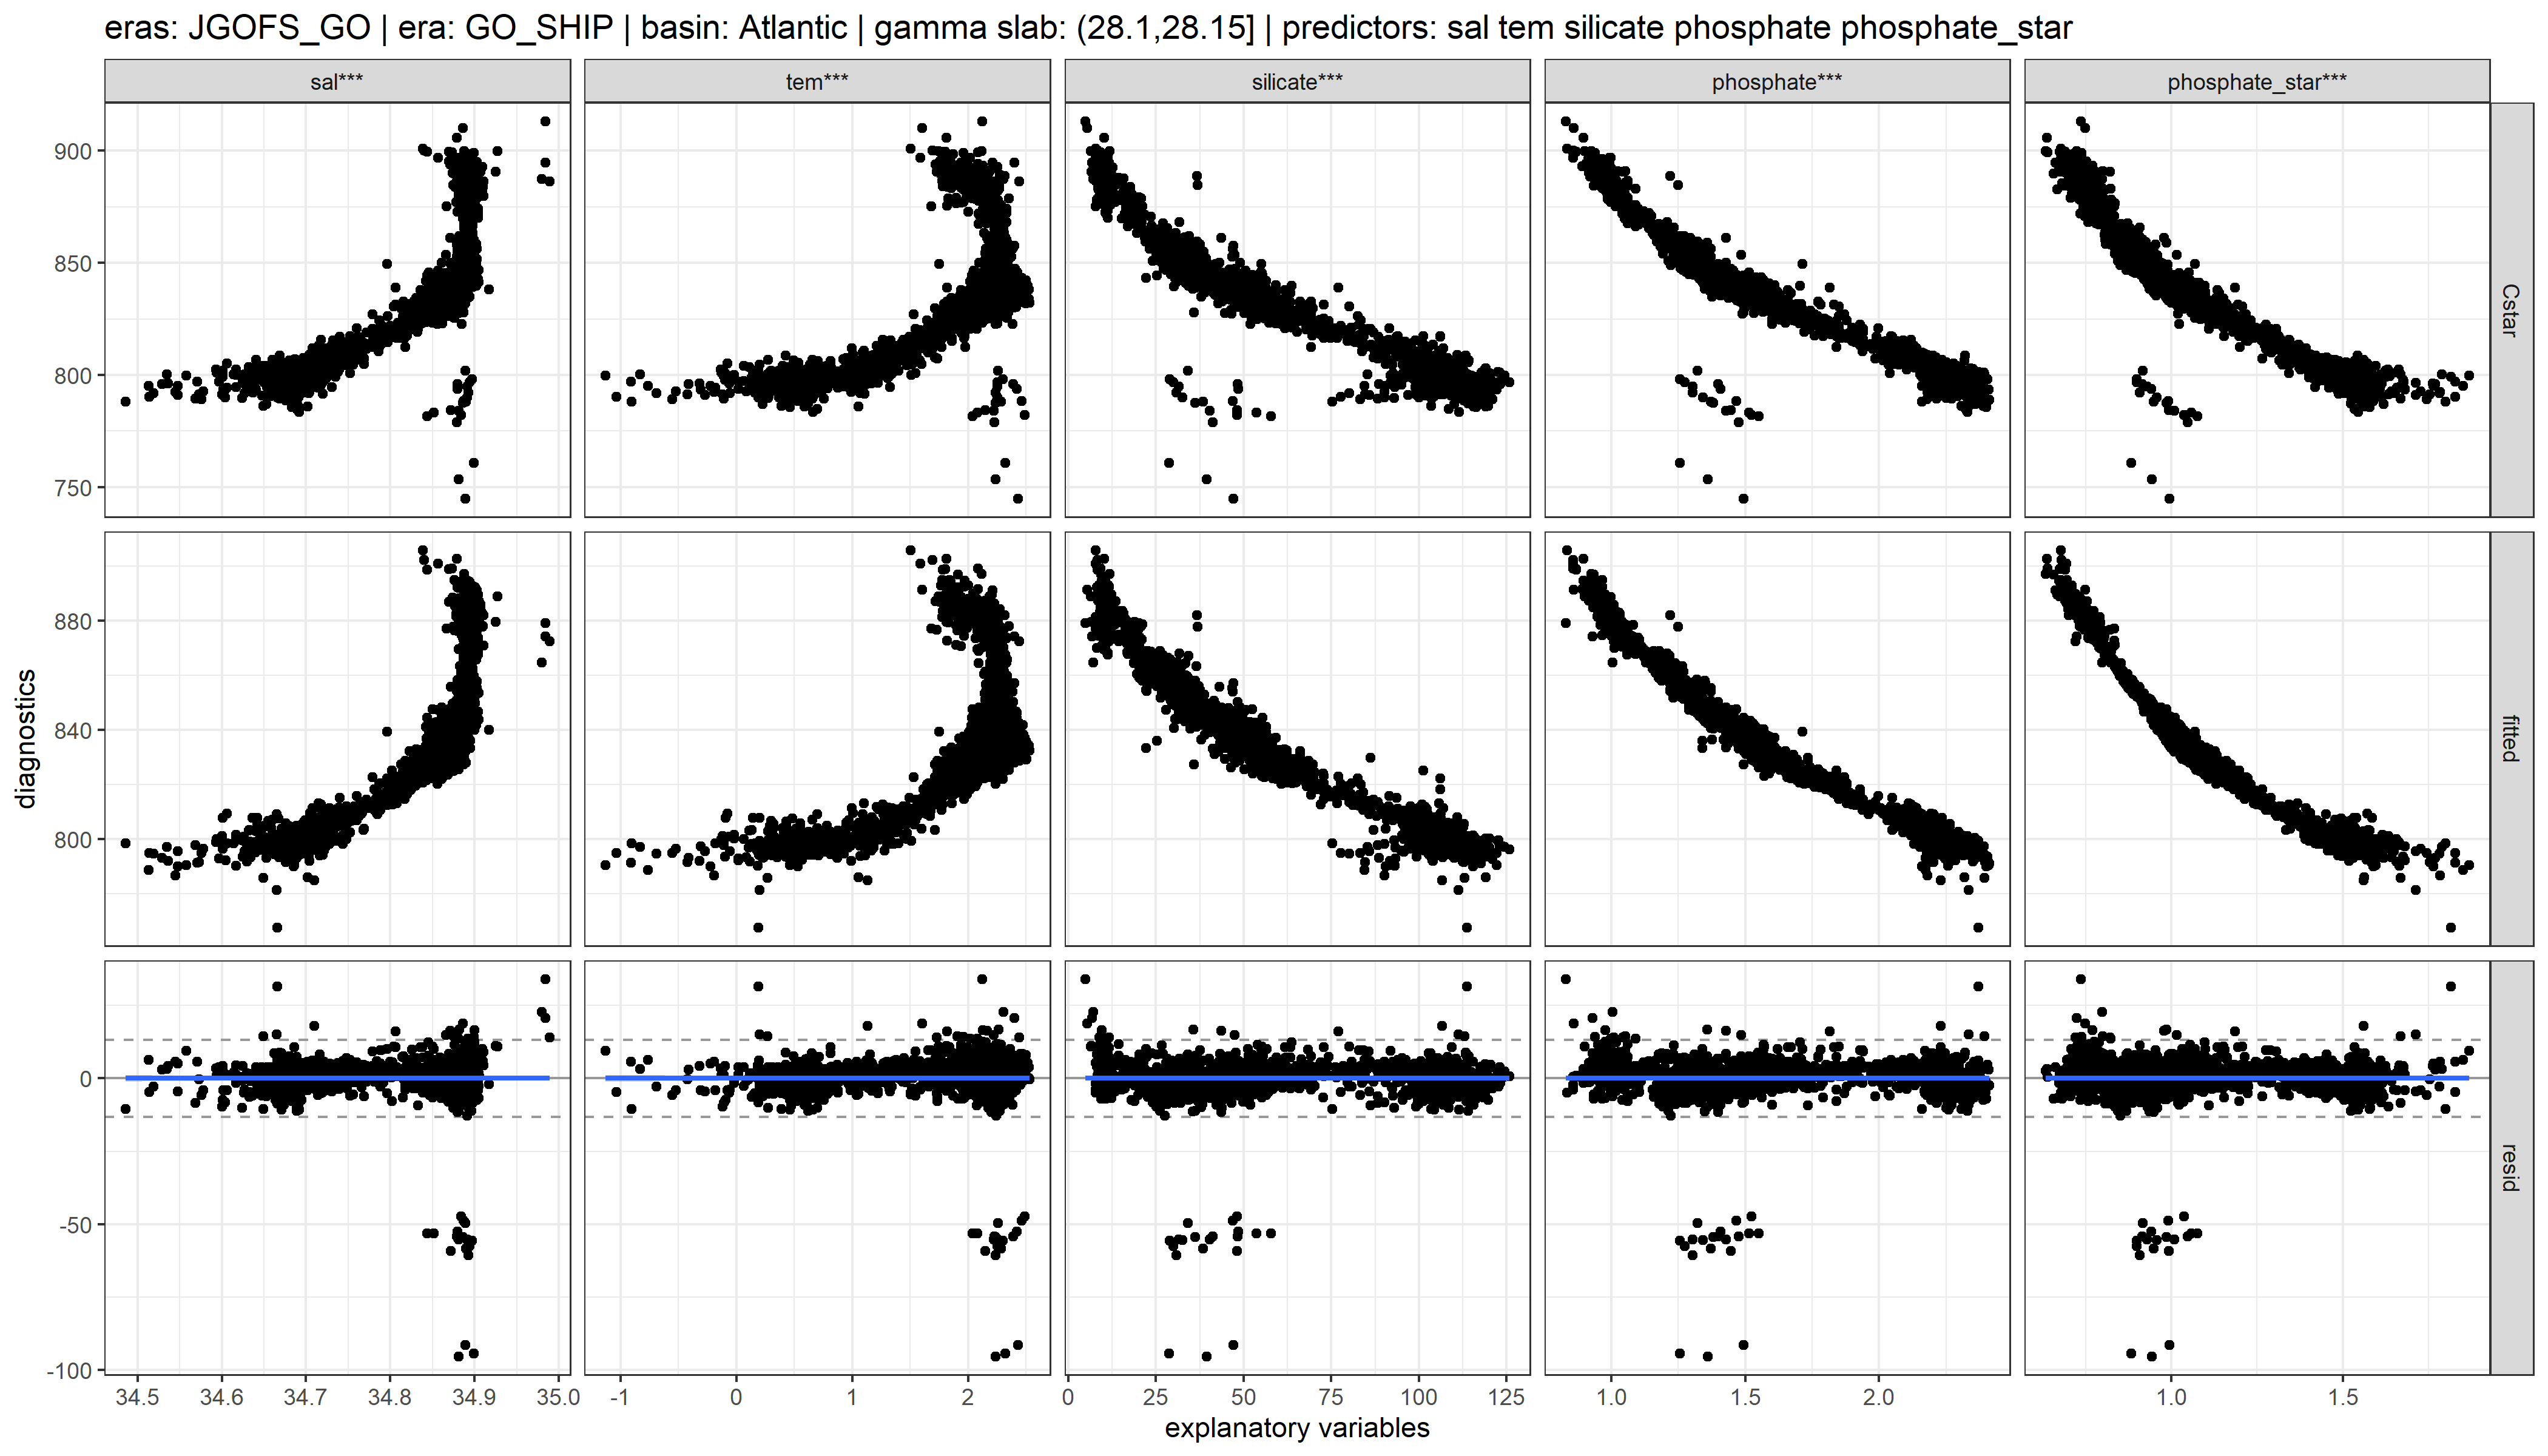 eras: JGOFS_GO | era: GO_SHIP | basin: Atlantic | gamma slab: (28.1,28.15] | predictors: sal tem silicate phosphate phosphate_star
sal*** tem*** silicate*** phosphate*** phosphate_star***
900
850
800
750
Cstar
880
840
800
fitted
diagnostics
0
-50
-100
resid
34.5 34.6 34.7 34.8 34.9 35.0 -1 0 1 2 0 25 50 75 100 125 1.0 1.5 2.0 1.0 1.5
explanatory variables